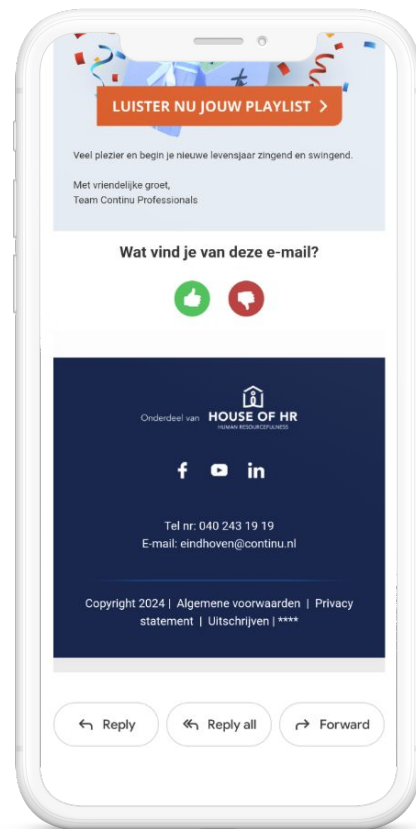 LUISTER NU JOUW PLAYLIST >
Veel plezier en begin je nieuwe levensjaar zingend en swingend.
Met vriendelijke groet,
Team Continu Professionals
Wat vind je van deze e-mail?
Onderdeel van HOUSE OF HR
HUMAN RESOURCEFULNESS
f in
Tel nr: 040 243 19 19
E-mail: eindhoven@continu.nl
Copyright 2024 | Algemene voorwaarden | Privacy
statement | Uitschrijven | ****
Reply Reply all Forward